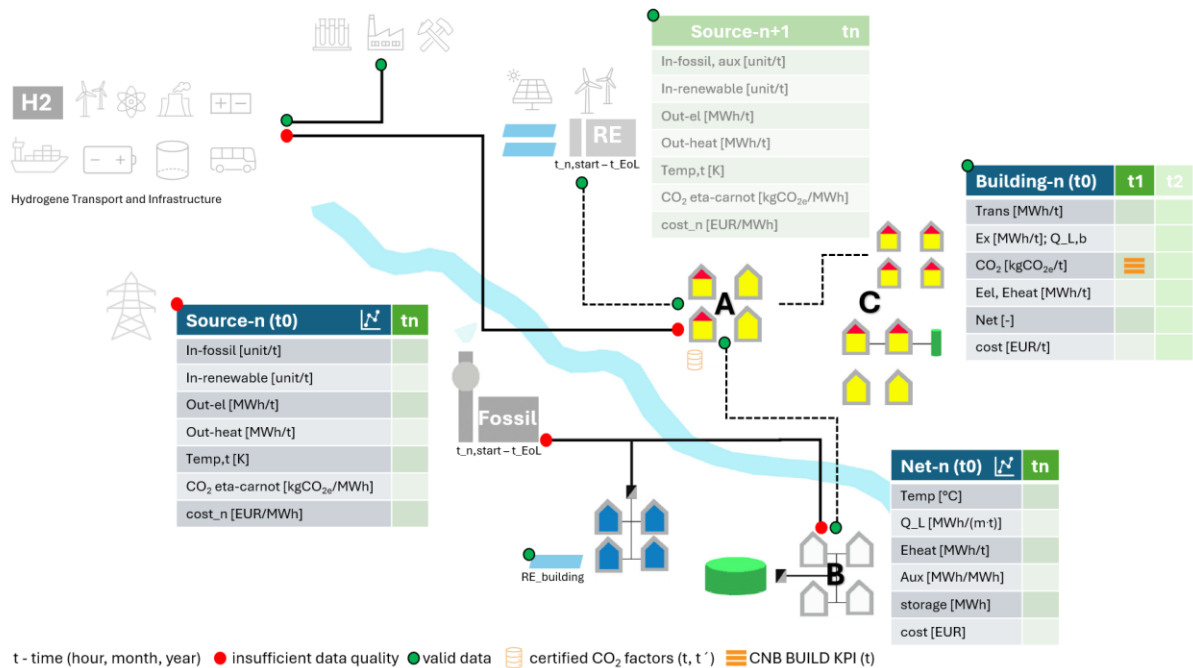 Source-n+1 tn
In-fossil, aux [unit/t]
In-renewable [unit/t]
Out-el [MWh/t]
Out-heat [MWh/t]
Temp,t [K]
CO₂ eta-carnot [kgCO₂ₑ/MWh]
cost_n [EUR/MWh]
H2
RE
t_n,start – t_EoL
Hydrogene Transport and Infrastructure
Building-n (t0) t1 t2
Trans [MWh/t]
Ex [MWh/t]; Q_L,b
CO₂ [kgCO₂ₑ/t]
Eel, Eheat [MWh/t]
Net [-]
cost [EUR/t]
A
C
Source-n (t0) tn
In-fossil [unit/t]
In-renewable [unit/t]
Out-el [MWh/t]
Out-heat [MWh/t]
Temp,t [K]
CO₂ eta-carnot [kgCO₂ₑ/MWh]
cost_n [EUR/MWh]
Fossil
t_n,start – t_EoL
RE_building
B
Net-n (t0) tn
Temp [°C]
Q_L [MWh/(m·t)]
Eheat [MWh/t]
Aux [MWh/MWh]
storage [MWh]
cost [EUR]
t - time (hour, month, year) insufficient data quality valid data certified CO₂ factors (t, t´) CNB BUILD KPI (t)